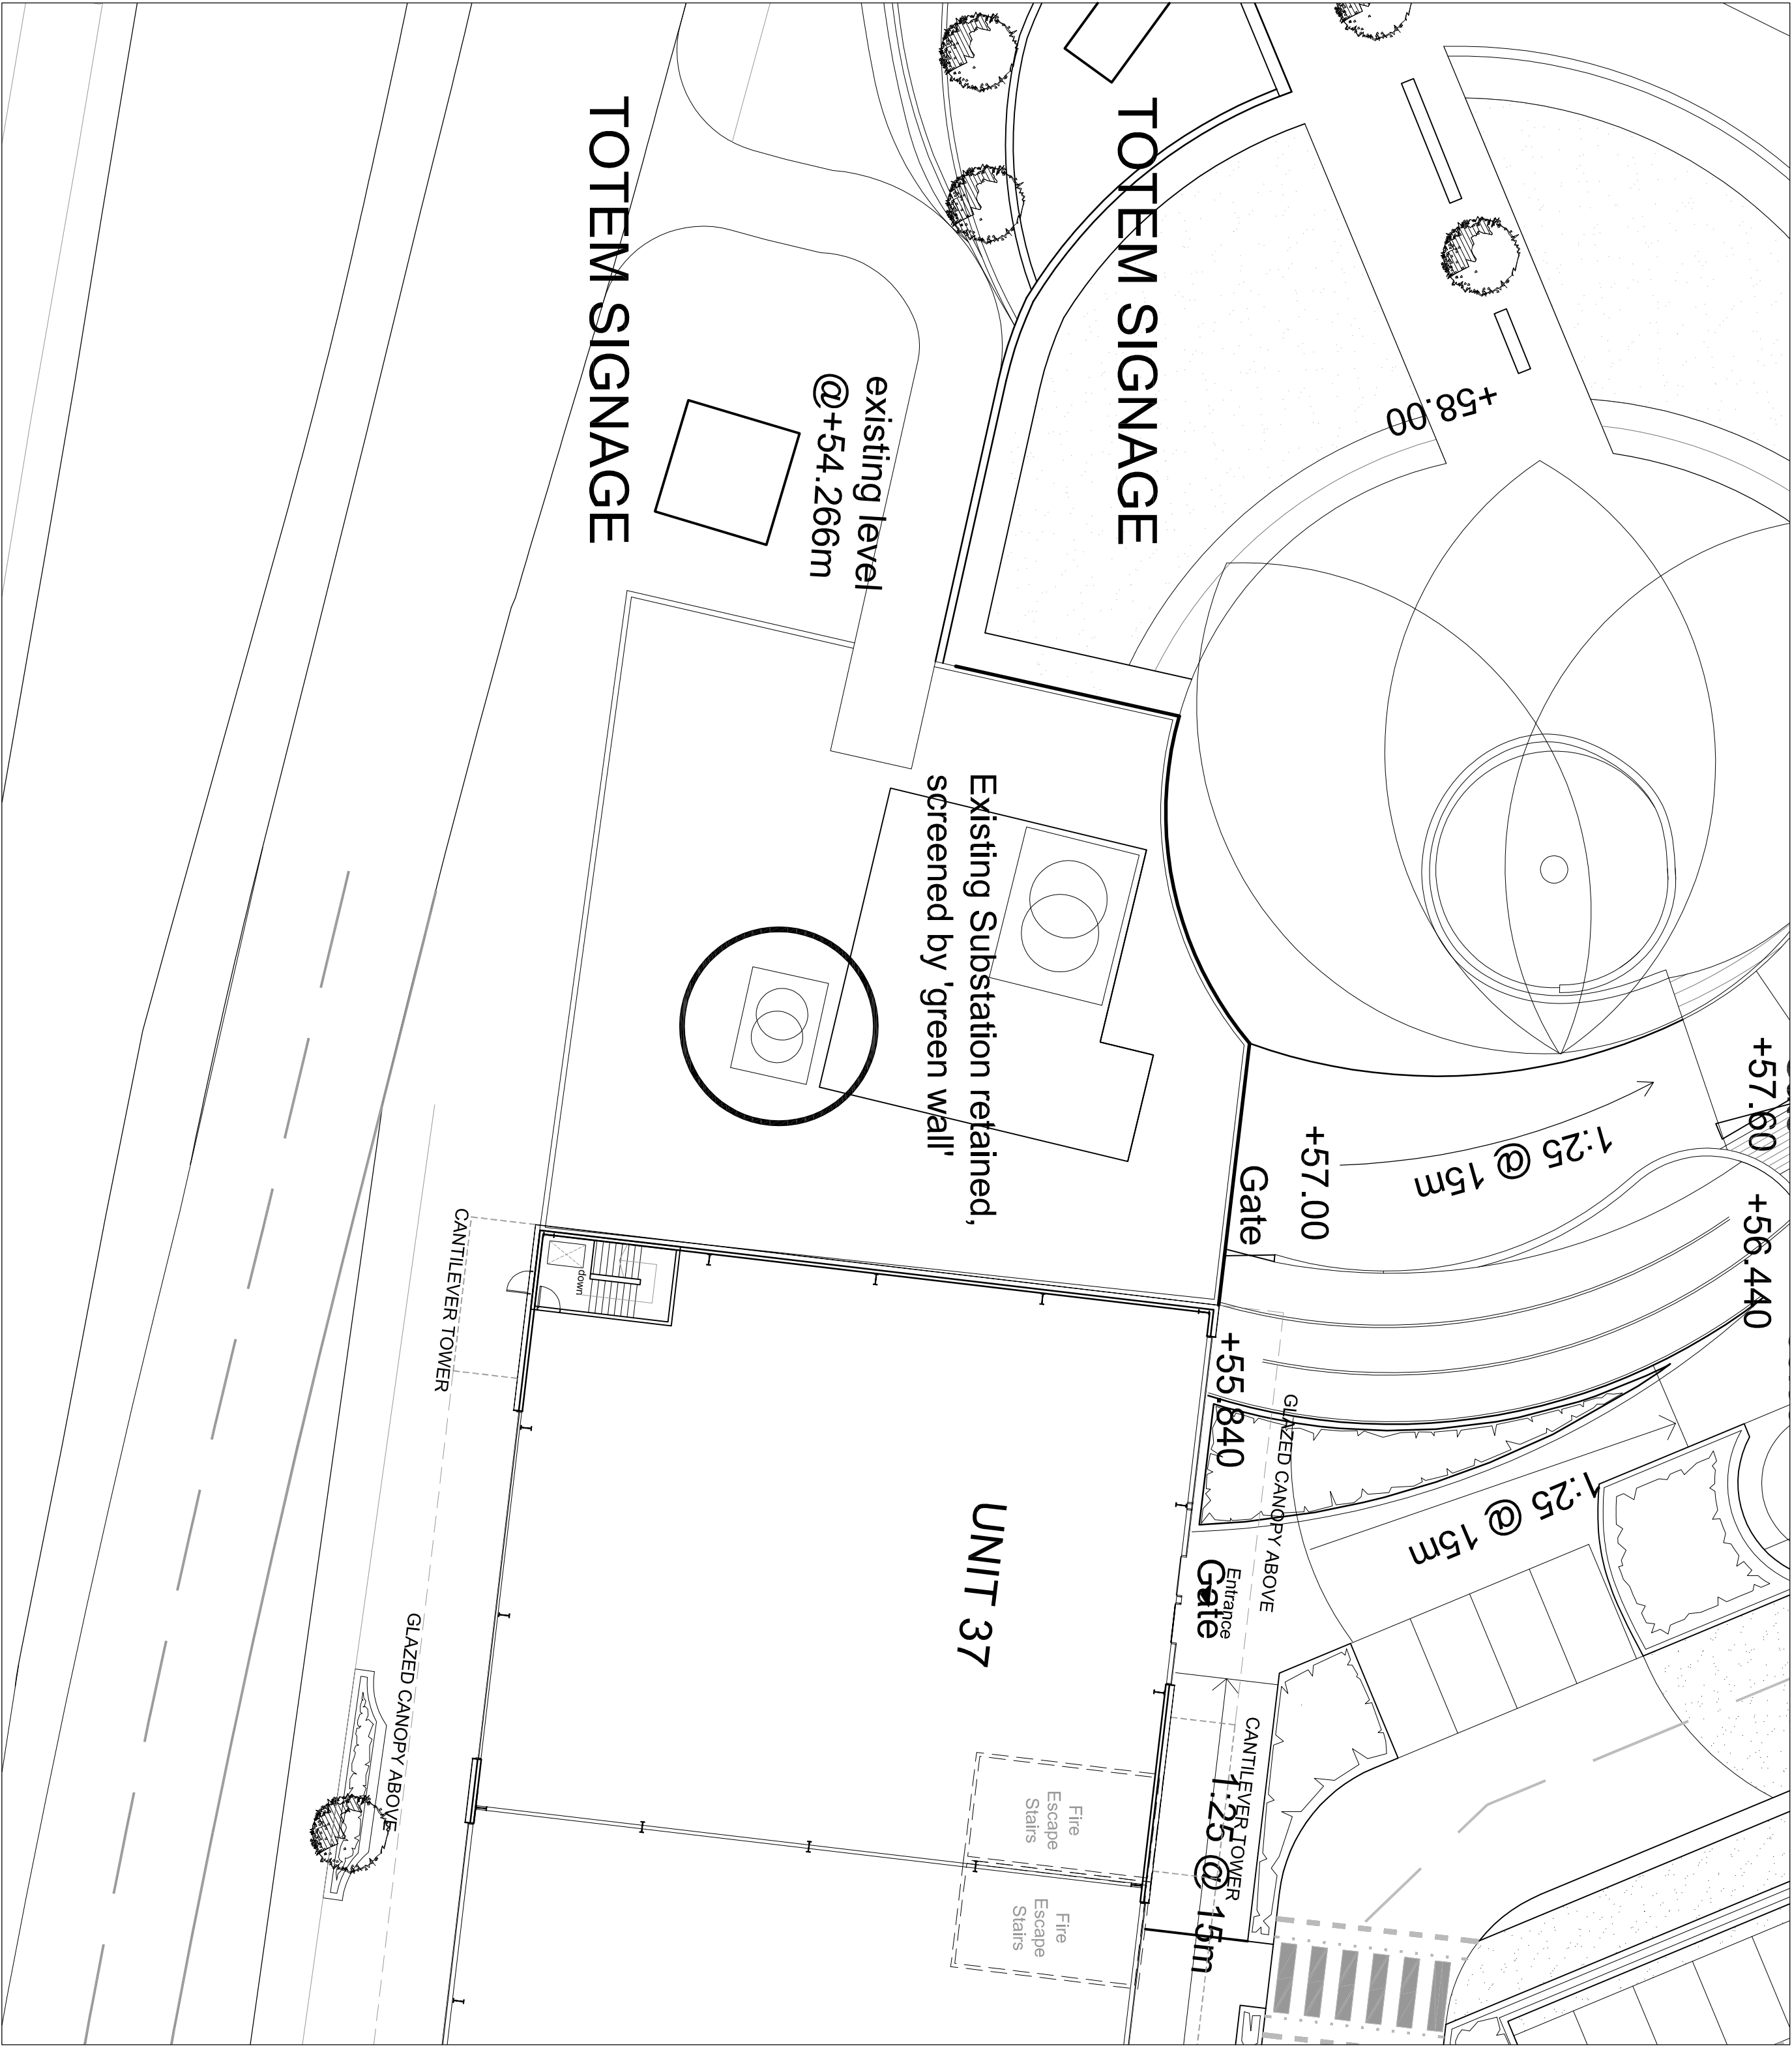 TOTEM SIGNAGE
TOTEM SIGNAGE
existing level
@+54.266m
+58.00
Existing Substation retained,
screened by 'green wall'
+57.60
+57.00
Gate
1:25 @ 15m
+56.440
CANTILEVER TOWER
down
+55.840
GLAZED CANOPY ABOVE
1:25 @ 15m
UNIT 37
Entrance
Gate
GLAZED CANOPY ABOVE
CANTILEVER TOWER
1:25 @ 15m
Fire
Escape
Stairs
Fire
Escape
Stairs